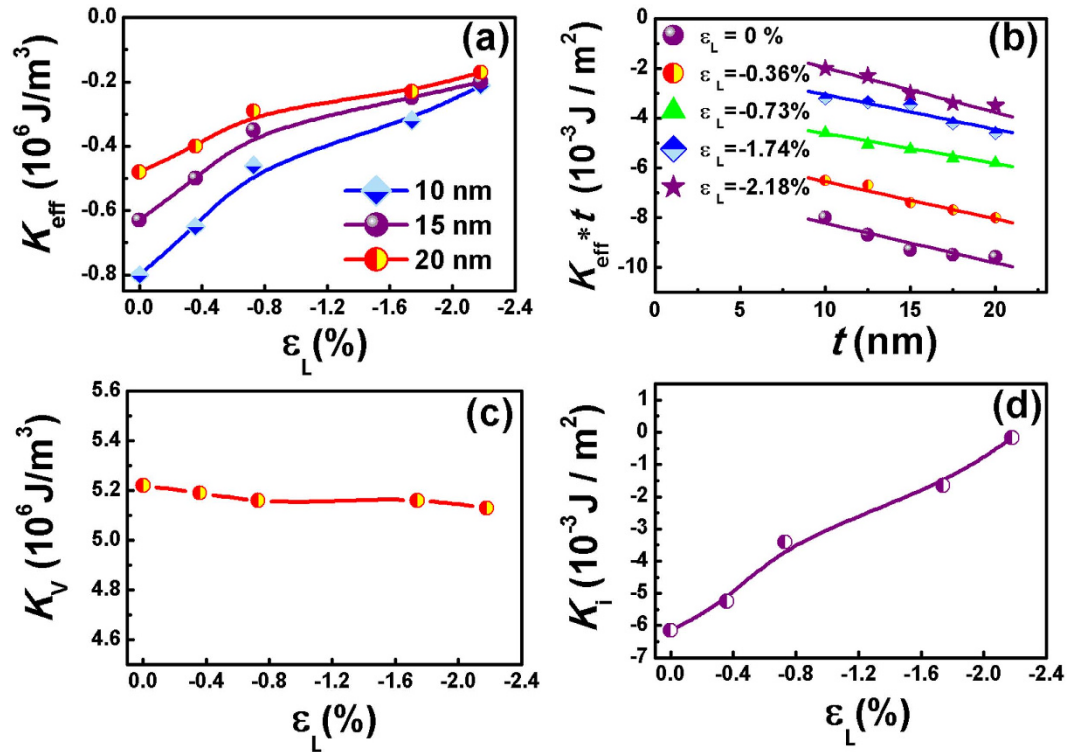 (a)
K_eff (10^6 J/m^3)
0.0
-0.2
-0.4
-0.6
-0.8
10 nm
15 nm
20 nm
0.0 -0.4 -0.8 -1.2 -1.6 -2.0 -2.4
ε_L(%)
(b)
K_eff*t (10^-3 J / m^2)
0
-2
-4
-6
-8
-10
ε_L = 0 %
ε_L =-0.36%
ε_L =-0.73%
ε_L =-1.74%
ε_L =-2.18%
0 5 10 15 20
t (nm)
(c)
K_V (10^6 J/m^3)
5.6
5.4
5.2
5.0
4.8
4.6
0.0 -0.4 -0.8 -1.2 -1.6 -2.0 -2.4
ε_L(%)
(d)
K_i (10^-3 J / m^2)
1
0
-1
-2
-3
-4
-5
-6
-7
0.0 -0.4 -0.8 -1.2 -1.6 -2.0 -2.4
ε_L(%)